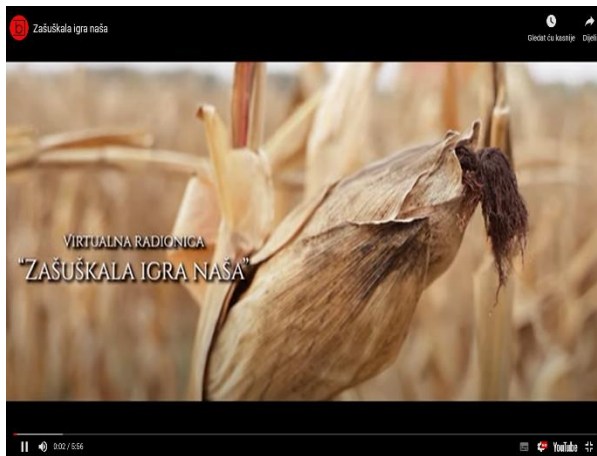 Zašuškala igra naša
Gledat ću kasnije
Dijeli
VIRTUALNA RADIONICA
“ZAŠUŠKALA IGRA NAŠA”
0:02 / 5:56
YouTube